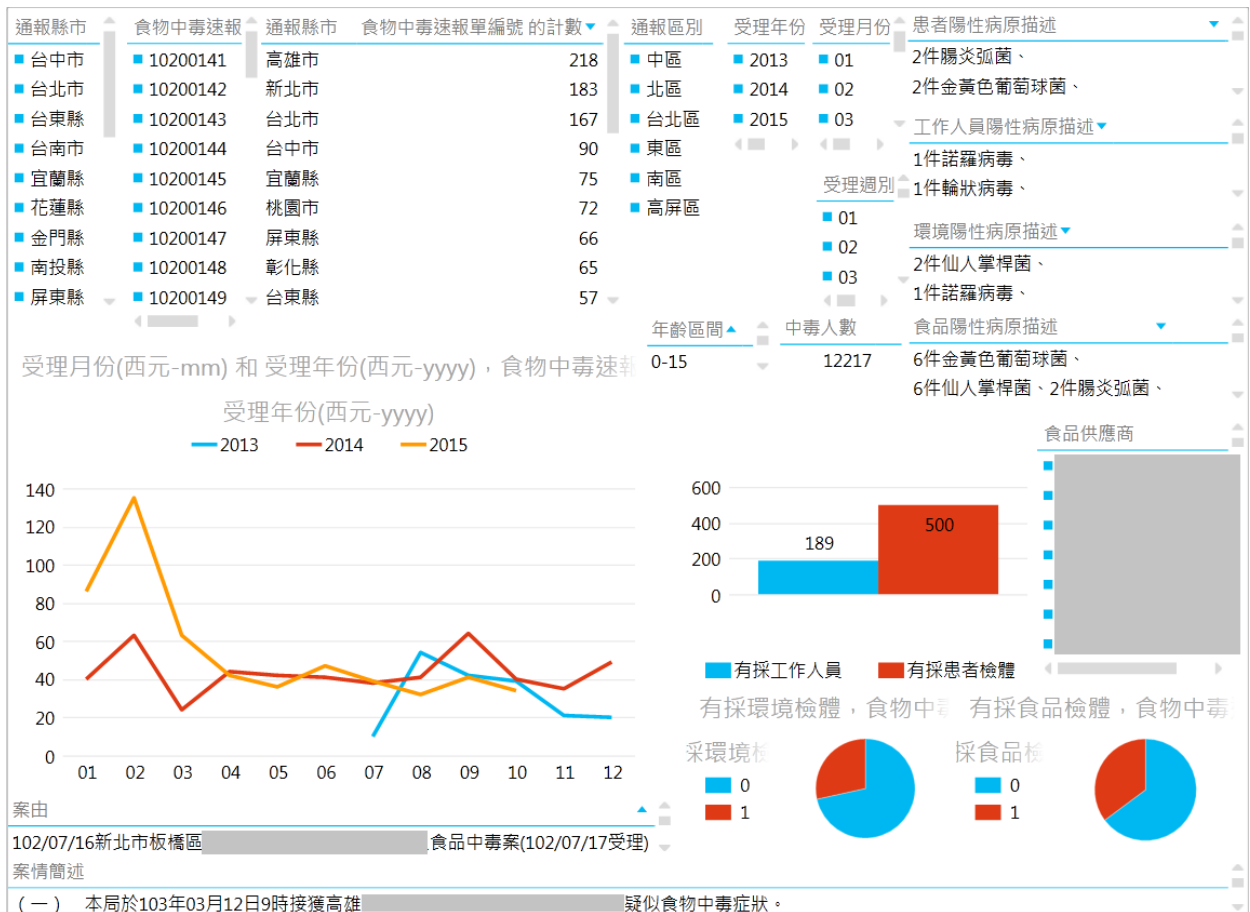 通報縣市
台中市
台北市
台東縣
台南市
宜蘭縣
花蓮縣
金門縣
南投縣
屏東縣
食物中毒速報
10200141
10200142
10200143
10200144
10200145
10200146
10200147
10200148
10200149
通報縣市 食物中毒速報單編號 的計數
高雄市 218
新北市 183
台北市 167
台中市 90
宜蘭縣 75
桃園市 72
屏東縣 66
彰化縣 65
台東縣 57
通報區別
中區
北區
台北區
東區
南區
高屏區
受理年份
2013
2014
2015
受理月份
01
02
03
受理週別
01
02
03
患者陽性病原描述
2件腸炎弧菌、
2件金黃色葡萄球菌、
工作人員陽性病原描述
1件諾羅病毒、
1件輪狀病毒、
環境陽性病原描述
2件仙人掌桿菌、
1件諾羅病毒、
年齡區間
0-15
中毒人數
12217
食品陽性病原描述
6件金黃色葡萄球菌、
6件仙人掌桿菌、2件腸炎弧菌、
受理月份(西元-mm) 和 受理年份(西元-yyyy)，食物中毒速報
受理年份(西元-yyyy)
2013 2014 2015
140
120
100
80
60
40
20
0
01 02 03 04 05 06 07 08 09 10 11 12
600
400
200
0
189
500
有採工作人員 有採患者檢體
食品供應商
有採環境檢體，食物中毒
採環境檢
0
1
有採食品檢體，食物中毒
採食品檢
0
1
案由
102/07/16新北市板橋區
食品中毒案(102/07/17受理)
案情簡述
(一) 本局於103年03月12日9時接獲高雄
疑似食物中毒症狀。